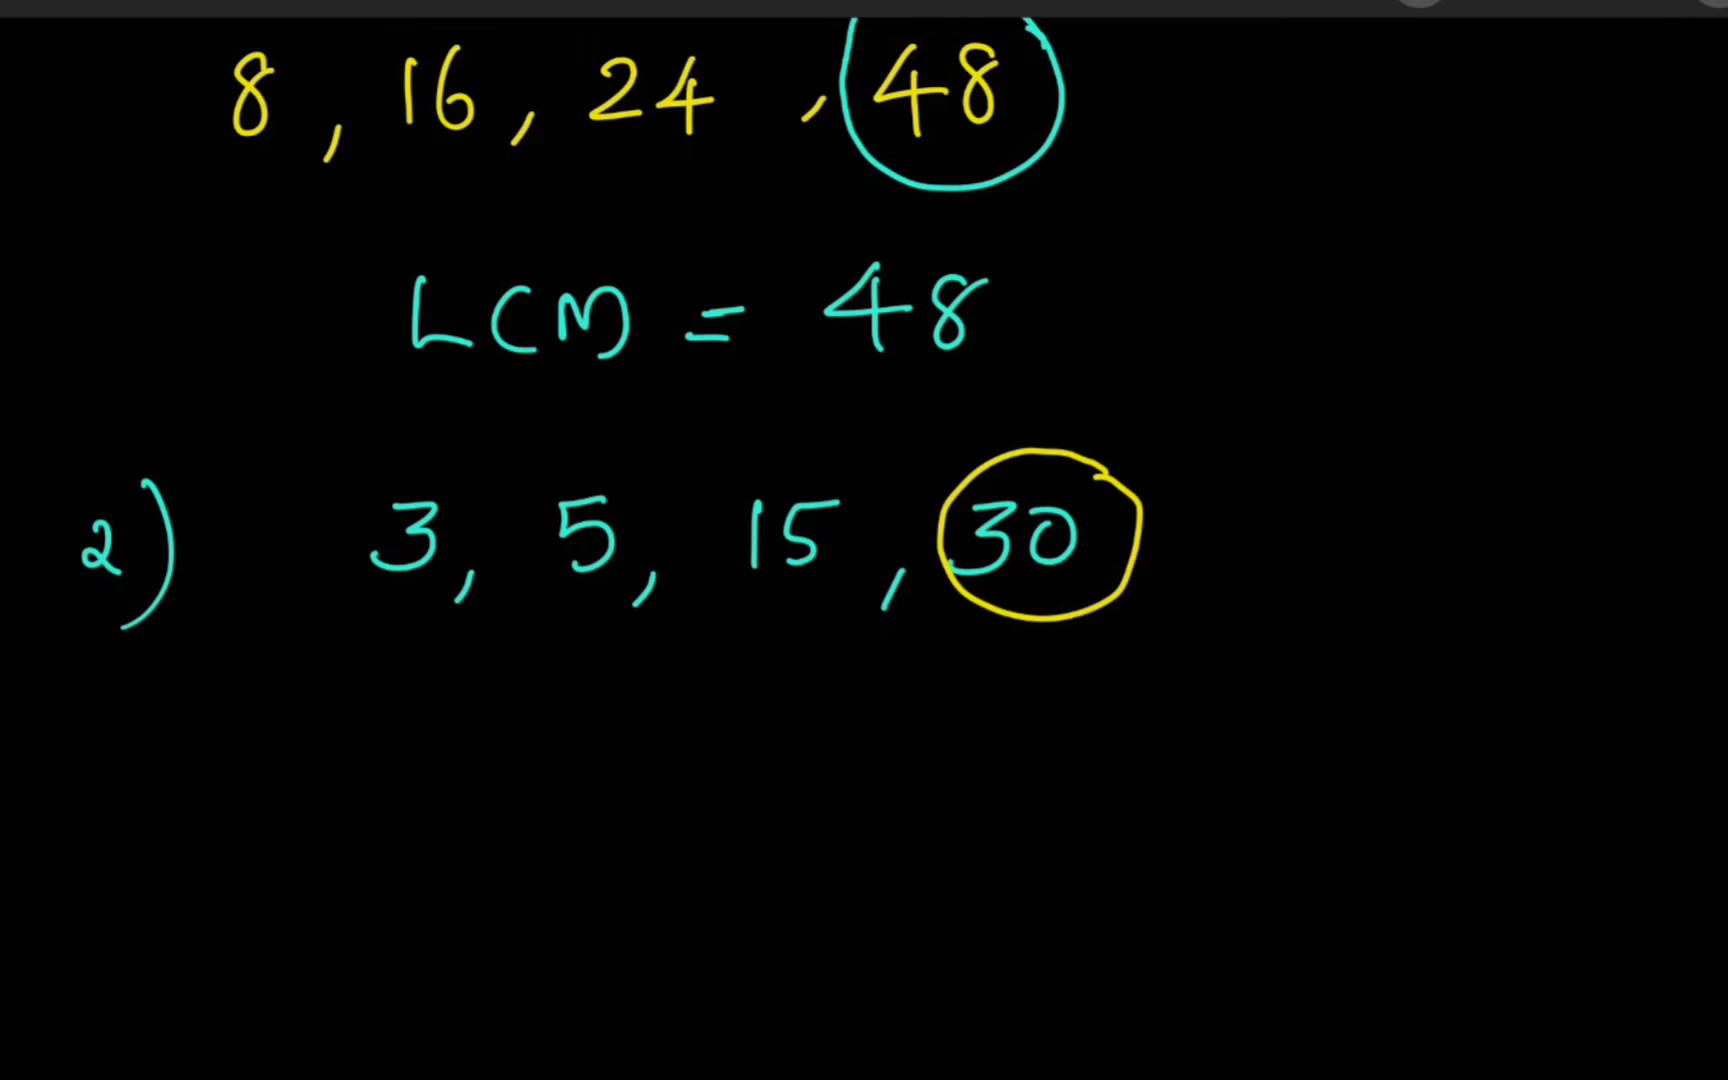 8, 16, 24, 48
LCM = 48
2) 3, 5, 15, 30